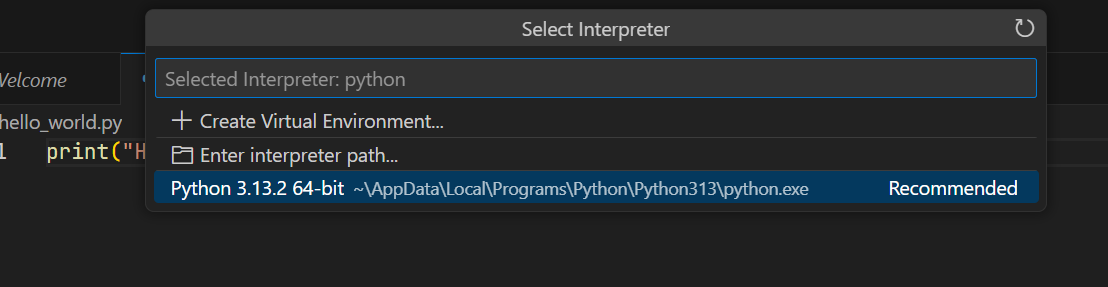 Select Interpreter
Welcome
Selected Interpreter: python
Create Virtual Environment...
hello_world.py
1 print("H
Enter interpreter path...
Python 3.13.2 64-bit ~\AppData\Local\Programs\Python\Python313\python.exe Recommended